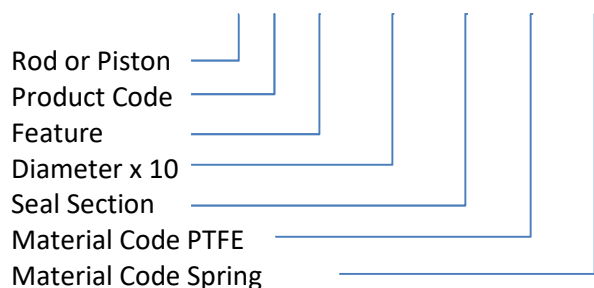 Rod or Piston
Product Code
Feature
Diameter x 10
Seal Section
Material Code PTFE
Material Code Spring